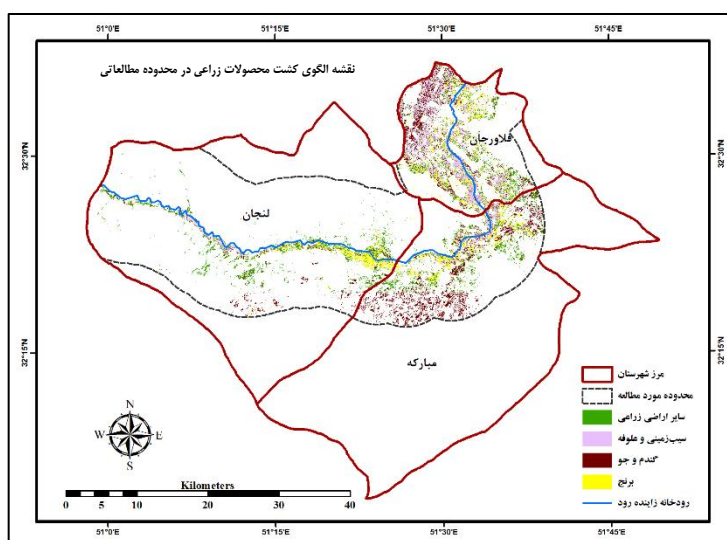 51°0'E 51°15'E 51°30'E 51°45'E
نقشه الگوی کشت محصولات زراعی در محدوده مطالعاتی
فلاورجان
32°30'N 32°30'N
لنجان
32°15'N 32°15'N
مبارکه
مرز شهرستان
محدوده مورد مطالعه
سایر اراضی زراعی
سیب‌زمینی و علوفه
گندم و جو
برنج
رودخانه زاینده رود
N
W E
S
Kilometers
0 2 5 5 10 20 30 40
51°0'E 51°15'E 51°30'E 51°45'E